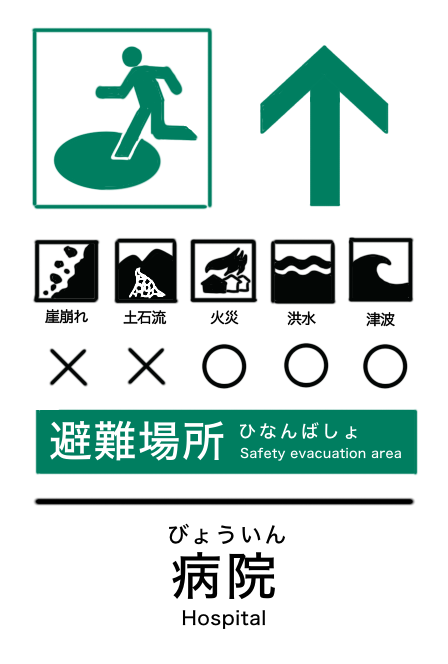 崖崩れ 土石流 火災 洪水 津波
× × ○ ○ ○
避難場所 ひなんばしょ
Safety evacuation area
びょういん
病院
Hospital